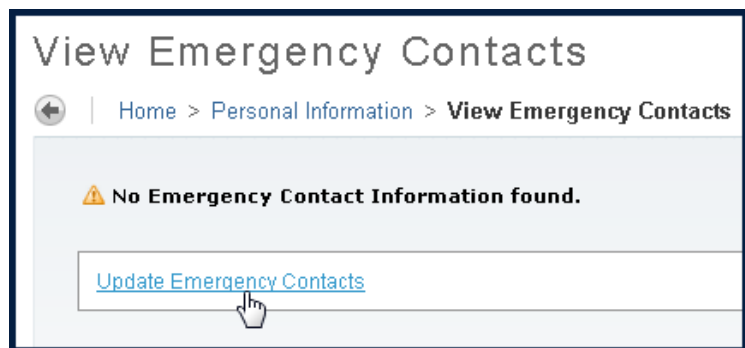 View Emergency Contacts
Home > Personal Information > View Emergency Contacts
No Emergency Contact Information found.
Update Emergency Contacts